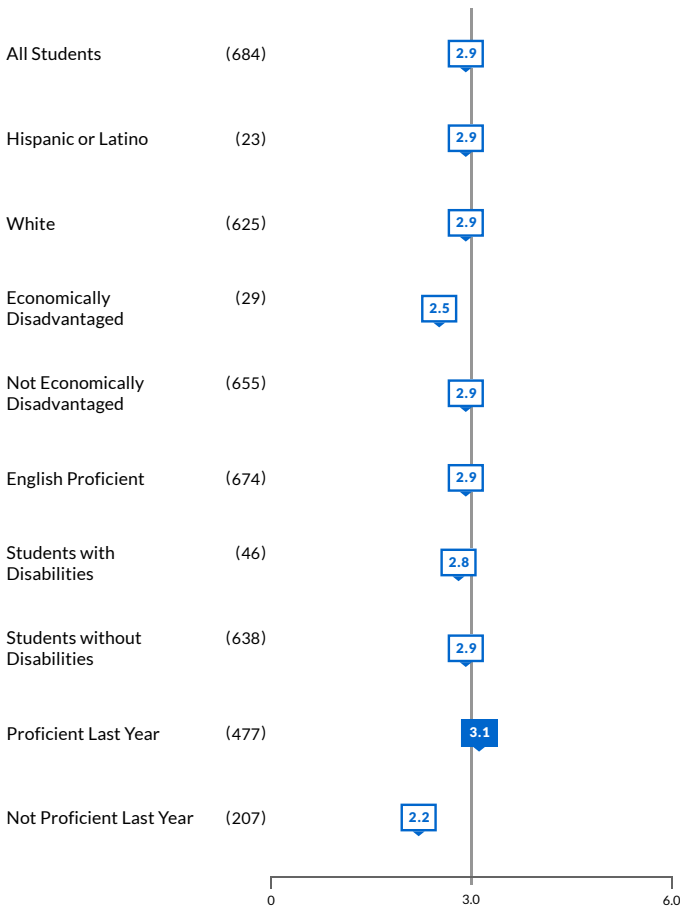 All Students (684) 2.9
Hispanic or Latino (23) 2.9
White (625) 2.9
Economically (29)
Disadvantaged 2.5
Not Economically (655)
Disadvantaged 2.9
English Proficient (674) 2.9
Students with (46)
Disabilities 2.8
Students without (638)
Disabilities 2.9
Proficient Last Year (477) 3.1
Not Proficient Last Year (207) 2.2
0 3.0 6.0